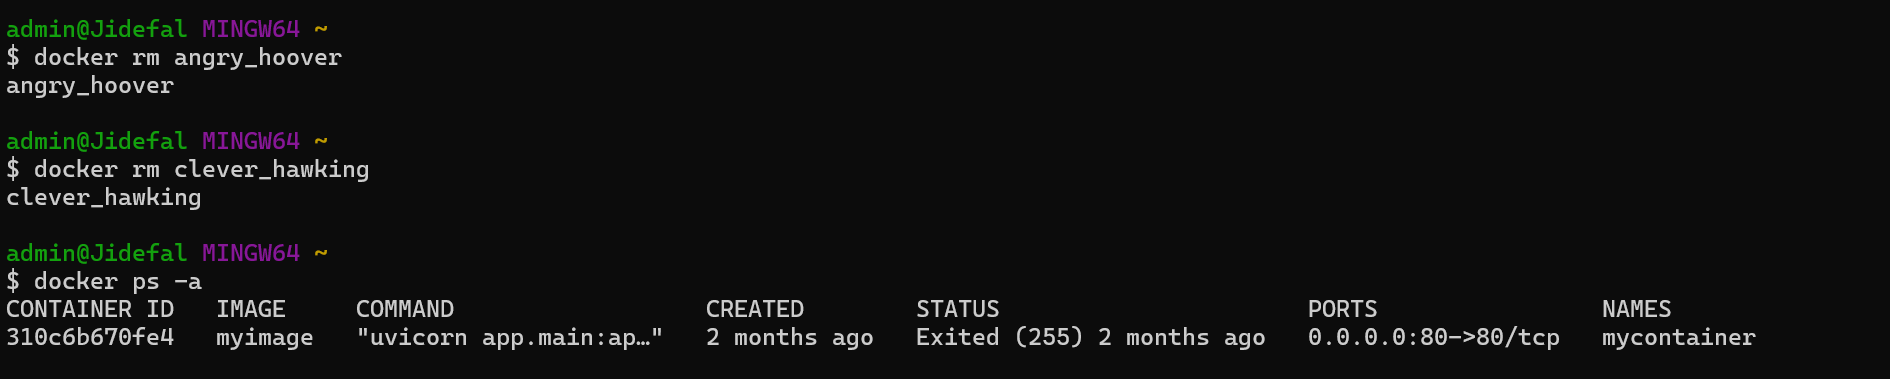 admin@Jidefal MINGW64 ~
$ docker rm angry_hoover
angry_hoover
admin@Jidefal MINGW64 ~
$ docker rm clever_hawking
clever_hawking
admin@Jidefal MINGW64 ~
$ docker ps -a
CONTAINER ID   IMAGE     COMMAND                  CREATED        STATUS                      PORTS                NAMES
310c6b670fe4   myimage   "uvicorn app.main:ap…"   2 months ago   Exited (255) 2 months ago   0.0.0.0:80->80/tcp   mycontainer